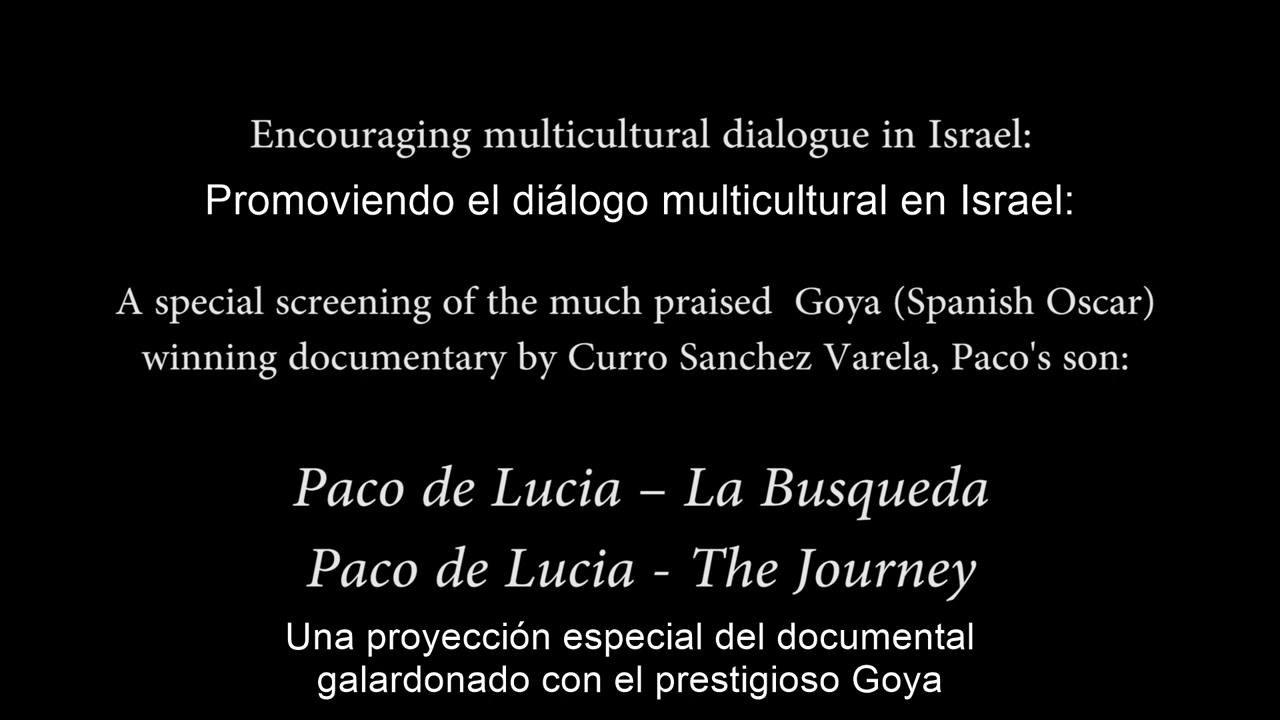 Encouraging multicultural dialogue in Israel:
Promoviendo el diálogo multicultural en Israel:
A special screening of the much praised  Goya (Spanish Oscar)
winning documentary by Curro Sanchez Varela, Paco's son:
Paco de Lucia – La Busqueda
Paco de Lucia - The Journey
Una proyección especial del documental
galardonado con el prestigioso Goya